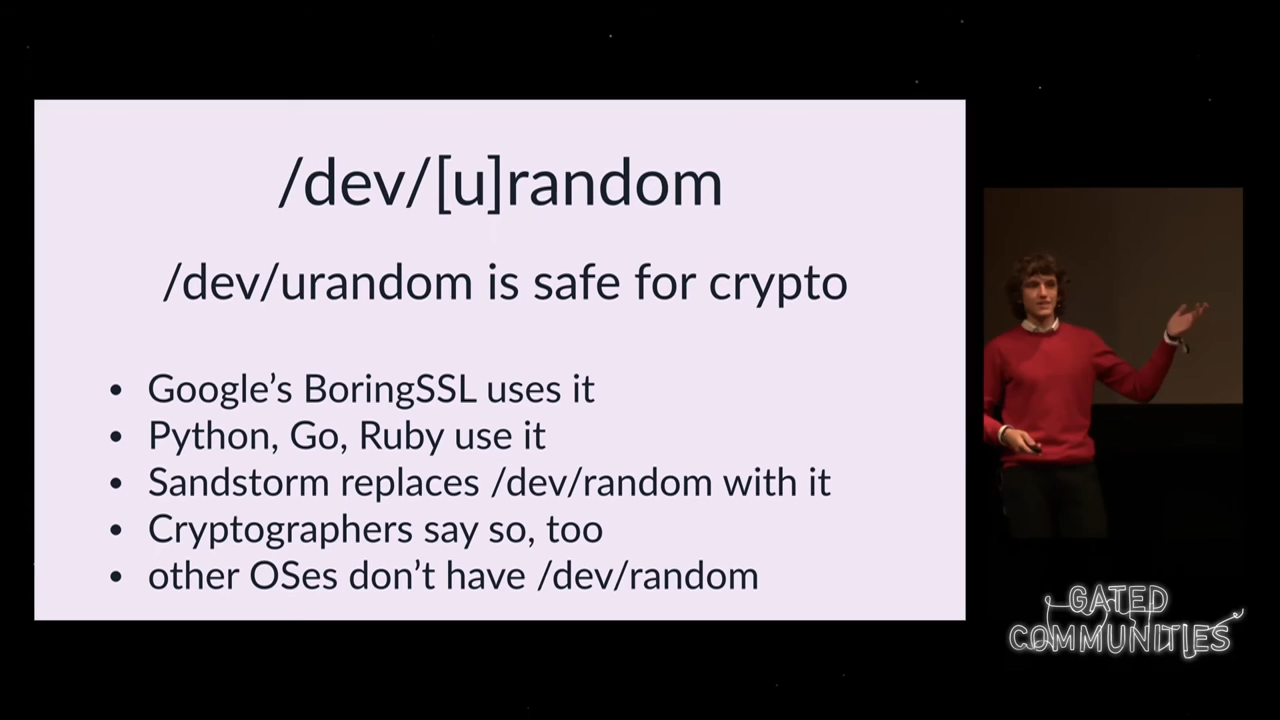 /dev/[u]random
/dev/urandom is safe for crypto
• Google’s BoringSSL uses it
• Python, Go, Ruby use it
• Sandstorm replaces /dev/random with it
• Cryptographers say so, too
• other OSes don’t have /dev/random
GATED
COMMUNITIES